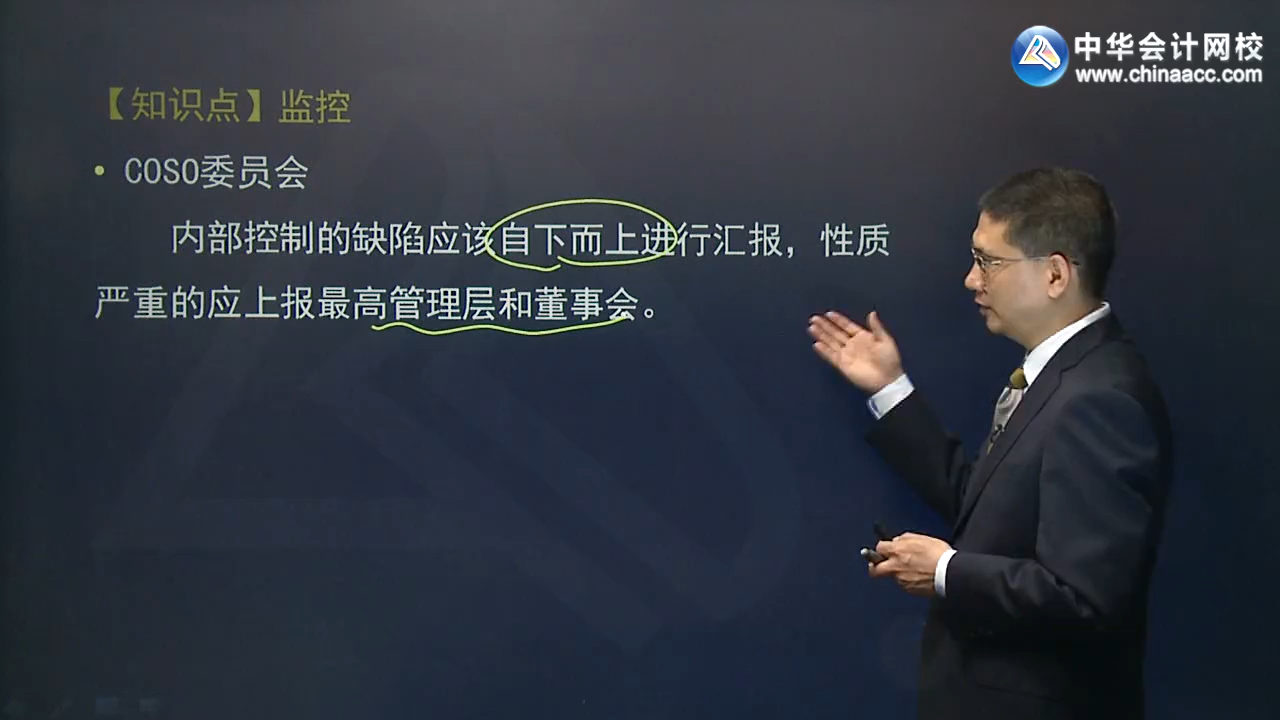 中华会计网校
www.chinaacc.com
【知识点】监控
• COSO委员会
内部控制的缺陷应该自下而上进行汇报，性质
严重的应上报最高管理层和董事会。